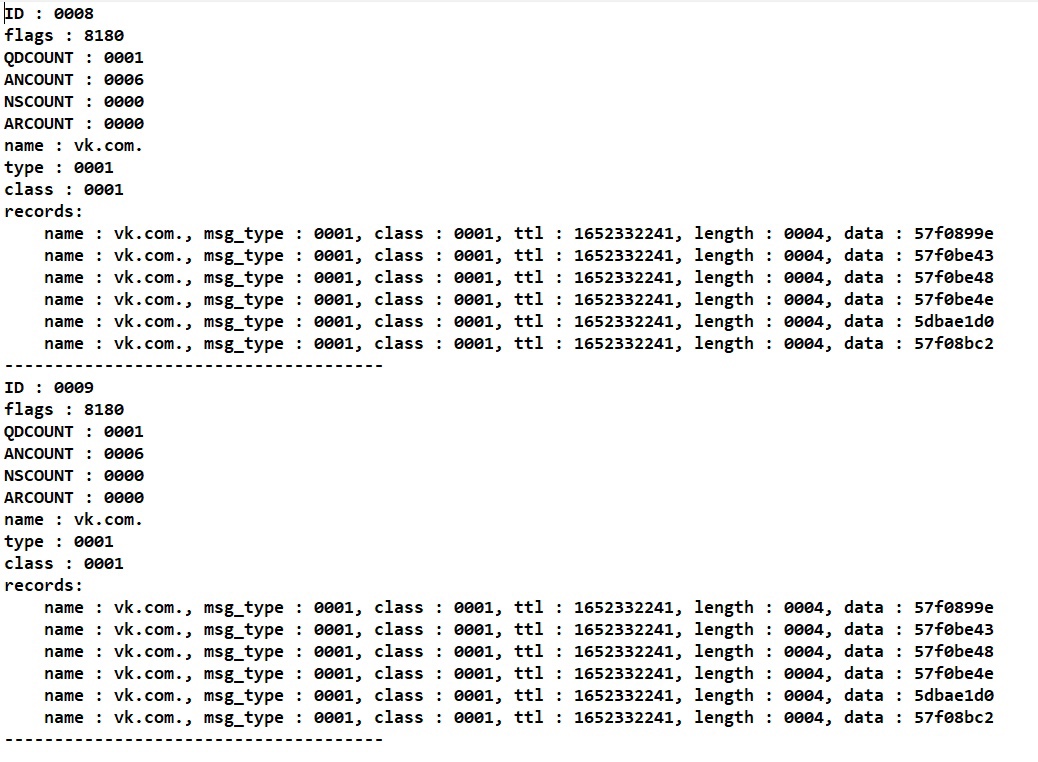 ID : 0008
flags : 8180
QDCOUNT : 0001
ANCOUNT : 0006
NSCOUNT : 0000
ARCOUNT : 0000
name : vk.com.
type : 0001
class : 0001
records:
    name : vk.com., msg_type : 0001, class : 0001, ttl : 1652332241, length : 0004, data : 57f0899e
    name : vk.com., msg_type : 0001, class : 0001, ttl : 1652332241, length : 0004, data : 57f0be43
    name : vk.com., msg_type : 0001, class : 0001, ttl : 1652332241, length : 0004, data : 57f0be48
    name : vk.com., msg_type : 0001, class : 0001, ttl : 1652332241, length : 0004, data : 57f0be4e
    name : vk.com., msg_type : 0001, class : 0001, ttl : 1652332241, length : 0004, data : 5dbae1d0
    name : vk.com., msg_type : 0001, class : 0001, ttl : 1652332241, length : 0004, data : 57f08bc2
--------------------------------------
ID : 0009
flags : 8180
QDCOUNT : 0001
ANCOUNT : 0006
NSCOUNT : 0000
ARCOUNT : 0000
name : vk.com.
type : 0001
class : 0001
records:
    name : vk.com., msg_type : 0001, class : 0001, ttl : 1652332241, length : 0004, data : 57f0899e
    name : vk.com., msg_type : 0001, class : 0001, ttl : 1652332241, length : 0004, data : 57f0be43
    name : vk.com., msg_type : 0001, class : 0001, ttl : 1652332241, length : 0004, data : 57f0be48
    name : vk.com., msg_type : 0001, class : 0001, ttl : 1652332241, length : 0004, data : 57f0be4e
    name : vk.com., msg_type : 0001, class : 0001, ttl : 1652332241, length : 0004, data : 5dbae1d0
    name : vk.com., msg_type : 0001, class : 0001, ttl : 1652332241, length : 0004, data : 57f08bc2
--------------------------------------